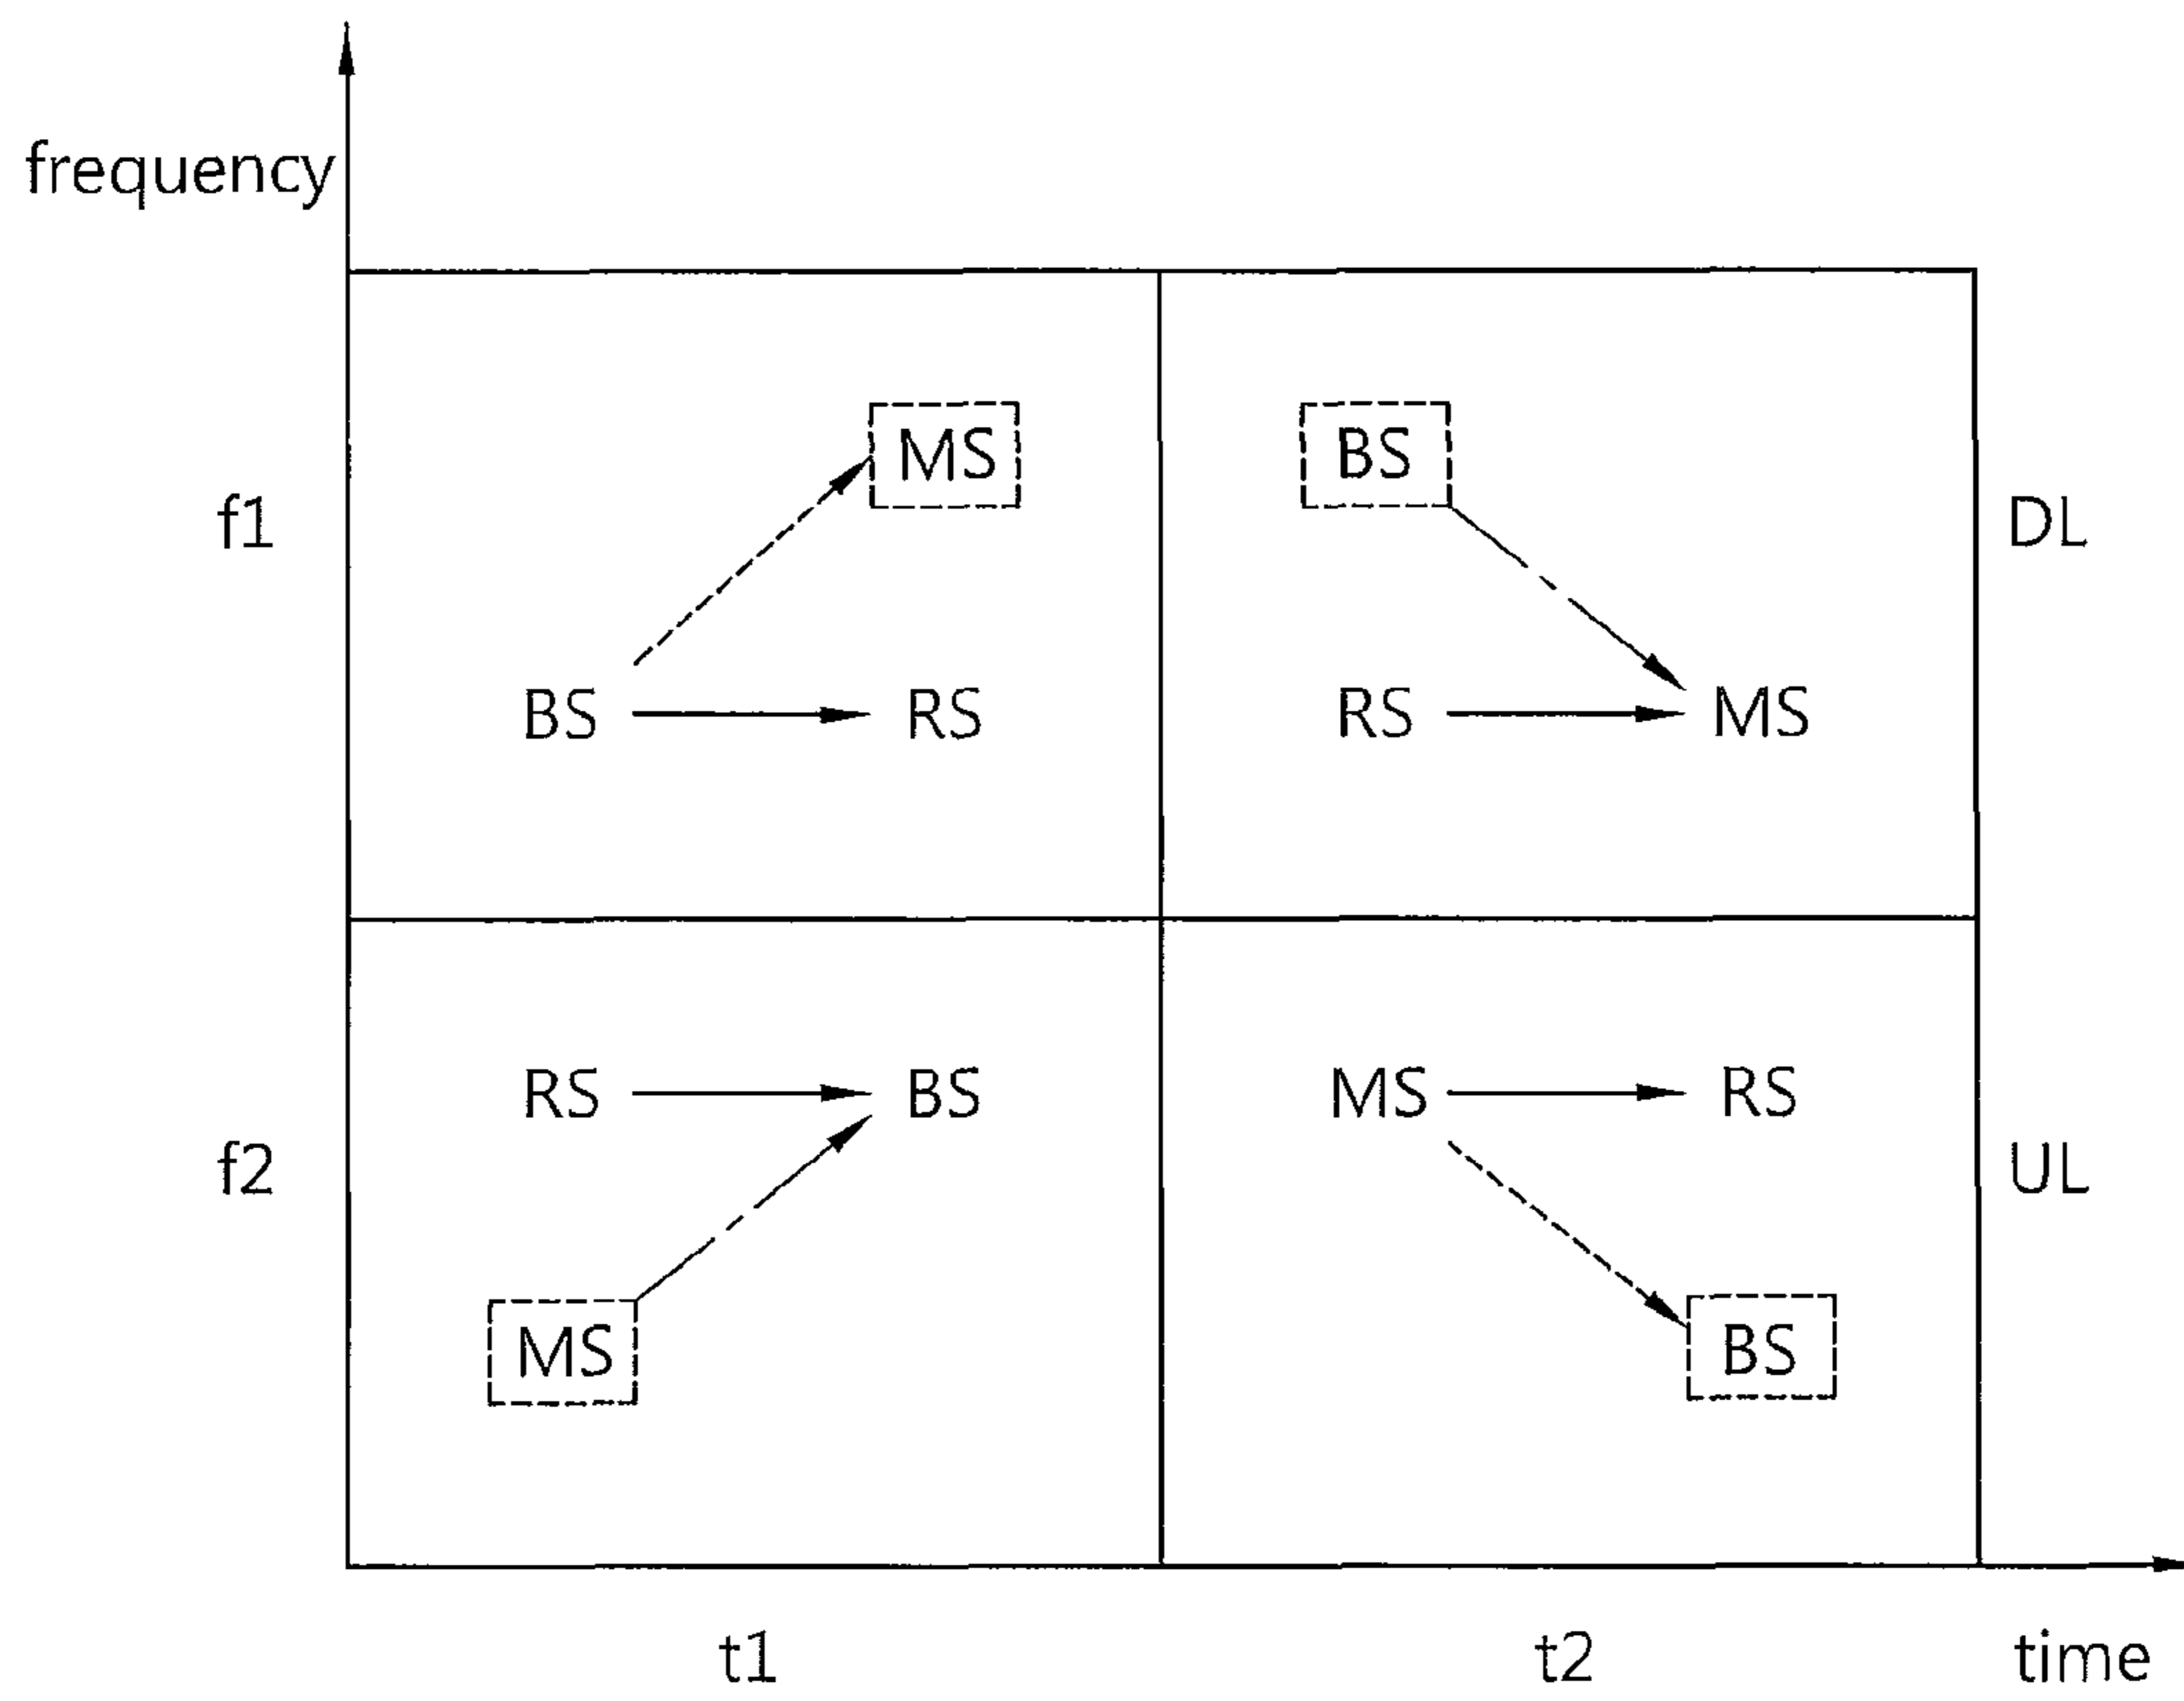 frequency
MS BS
f1 DL
BS RS RS MS
RS BS MS RS
f2 UL
MS BS
t1 t2 time